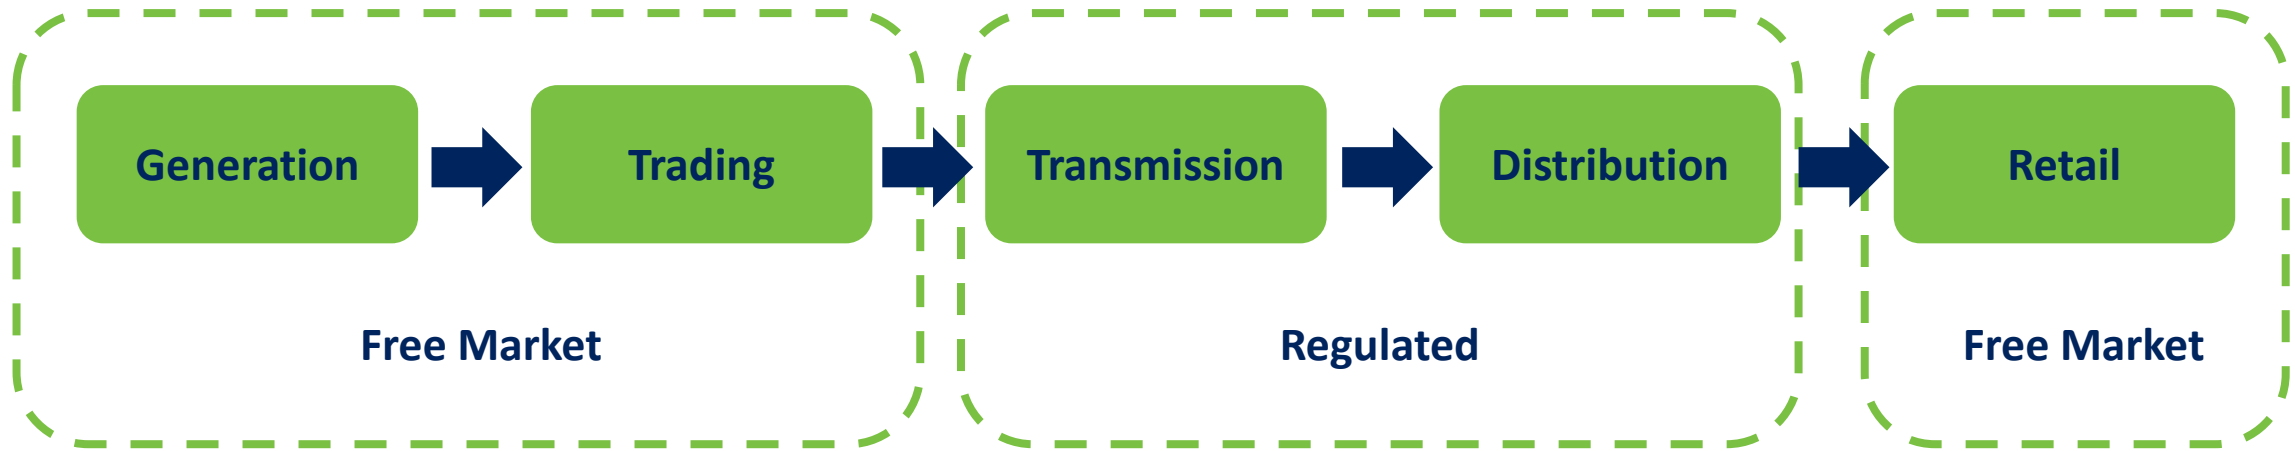 Generation
Trading
Transmission
Distribution
Retail
Free Market
Regulated
Free Market